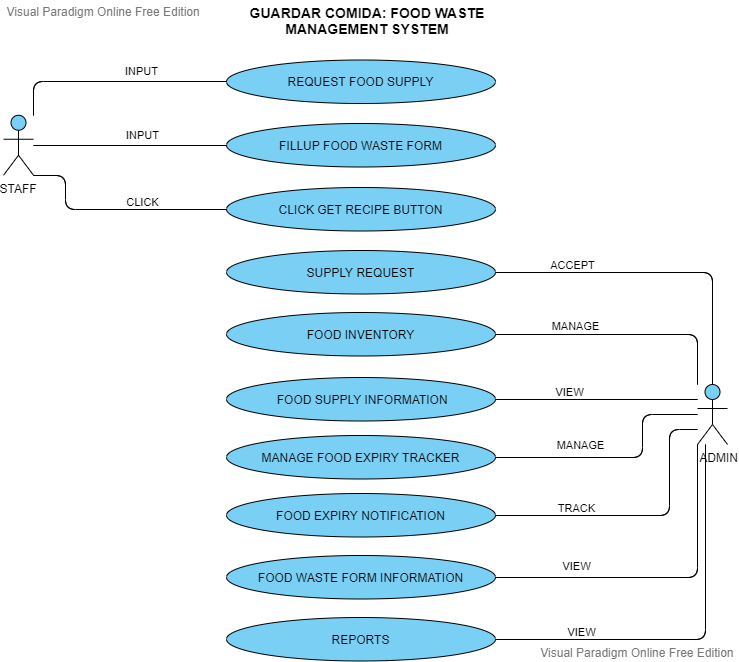 Visual Paradigm Online Free Edition
GUARDAR COMIDA: FOOD WASTE
MANAGEMENT SYSTEM
INPUT
REQUEST FOOD SUPPLY
INPUT
FILLUP FOOD WASTE FORM
STAFF
CLICK
CLICK GET RECIPE BUTTON
SUPPLY REQUEST
ACCEPT
FOOD INVENTORY
MANAGE
FOOD SUPPLY INFORMATION
VIEW
MANAGE FOOD EXPIRY TRACKER
MANAGE
ADMIN
FOOD EXPIRY NOTIFICATION
TRACK
FOOD WASTE FORM INFORMATION
VIEW
REPORTS
VIEW
Visual Paradigm Online Free Edition